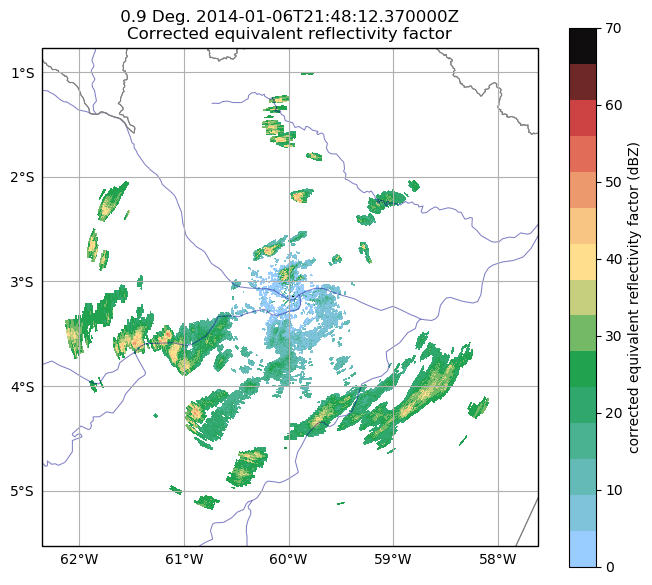 0.9 Deg. 2014-01-06T21:48:12.370000Z
Corrected equivalent reflectivity factor
1°S
2°S
3°S
4°S
5°S
62°W 61°W 60°W 59°W 58°W
70
60
50
40
30
20
10
0
corrected equivalent reflectivity factor (dBZ)